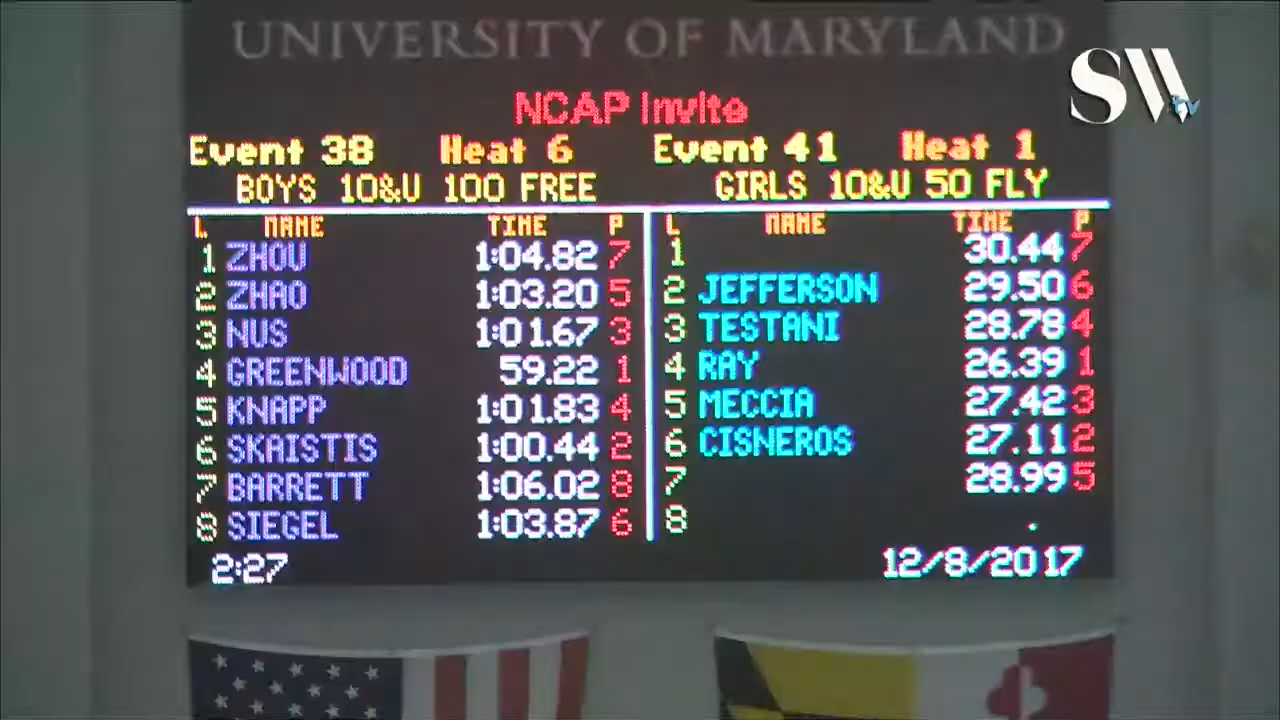 UNIVERSITY OF MARYLAND
SW
tv
NCAP Invite
Event 38 Heat 6
BOYS 10&U 100 FREE
L NAME TIME P
1 ZHOU 1:04.82 7
2 ZHAO 1:03.20 5
3 NUS 1:01.67 3
4 GREENWOOD 59.22 1
5 KNAPP 1:01.83 4
6 SKAISTIS 1:00.44 2
7 BARRETT 1:06.02 8
8 SIEGEL 1:03.87 6
2:27
Event 41 Heat 1
GIRLS 10&U 50 FLY
L NAME TIME P
1 30.44 7
2 JEFFERSON 29.50 6
3 TESTANI 28.78 4
4 RAY 26.39 1
5 MECCIA 27.42 3
6 CISNEROS 27.11 2
7 28.99 5
8 .
12/8/2017